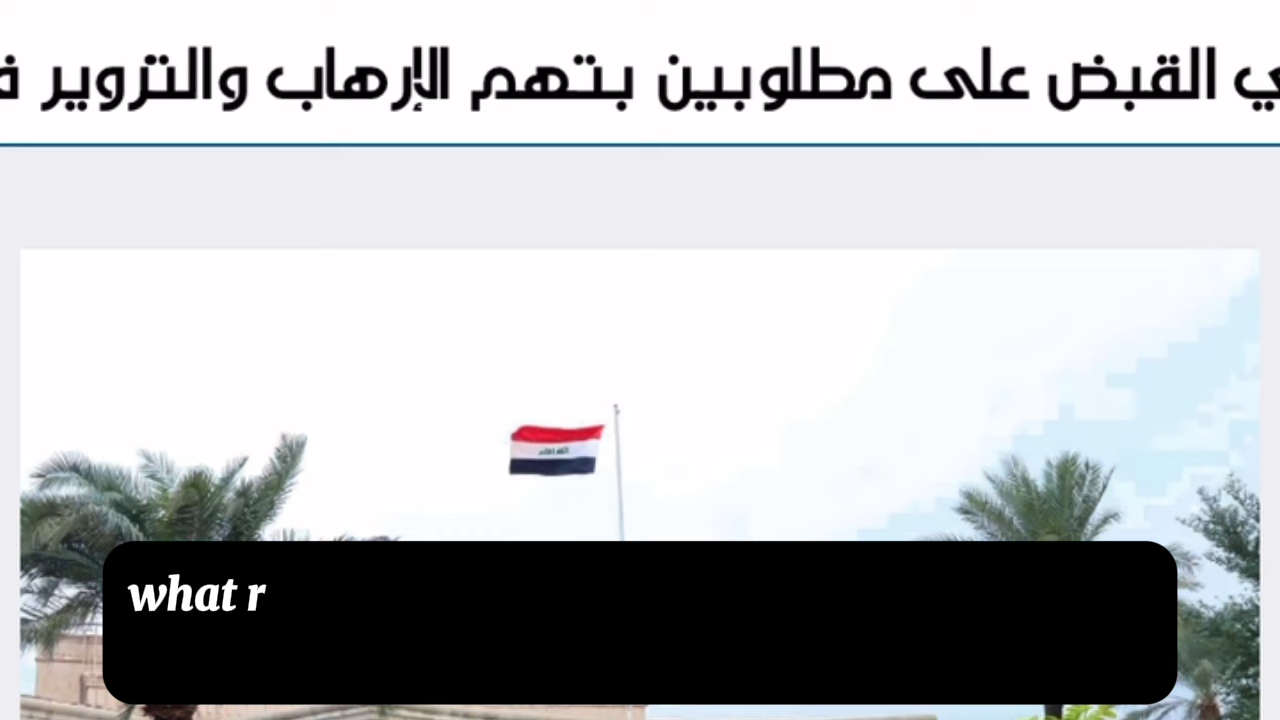 القبض على مطلوبين بتهم الإرهاب والتزوير
what r